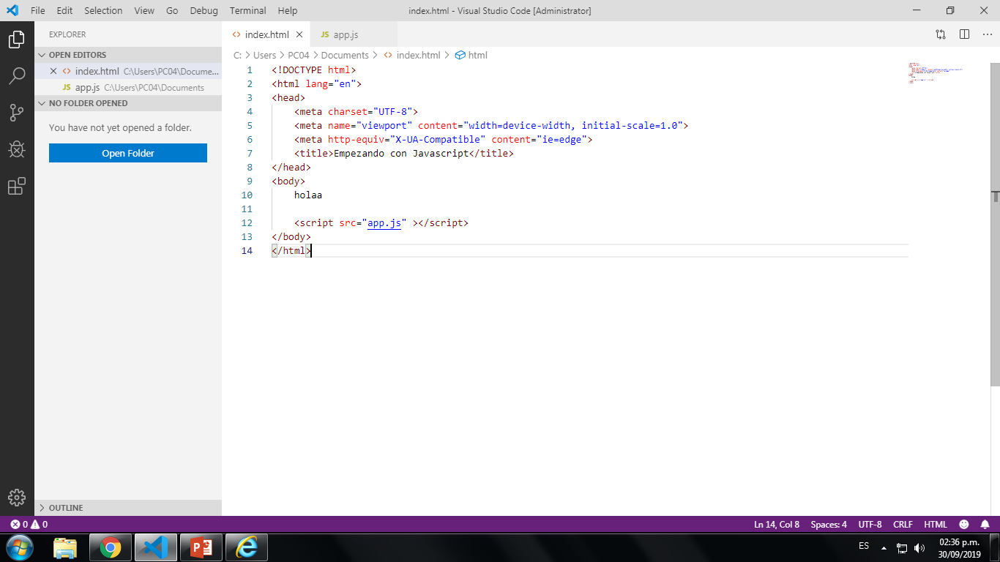 File Edit Selection View Go Debug Terminal Help index.html - Visual Studio Code [Administrator]
EXPLORER
OPEN EDITORS
index.html C:\Users\PC04\Docume...
JS app.js C:\Users\PC04\Documents
NO FOLDER OPENED
You have not yet opened a folder.
Open Folder
OUTLINE
index.html JS app.js
C: > Users > PC04 > Documents > index.html > html
1 <!DOCTYPE html>
2 <html lang="en">
3 <head>
4 <meta charset="UTF-8">
5 <meta name="viewport" content="width=device-width, initial-scale=1.0">
6 <meta http-equiv="X-UA-Compatible" content="ie=edge">
7 <title>Empezando con Javascript</title>
8 </head>
9 <body>
10 holaa
11
12 <script src="app.js" ></script>
13 </body>
14 </html>
0 0 Ln 14, Col 8 Spaces: 4 UTF-8 CRLF HTML
ES 02:36 p.m.
30/09/2019